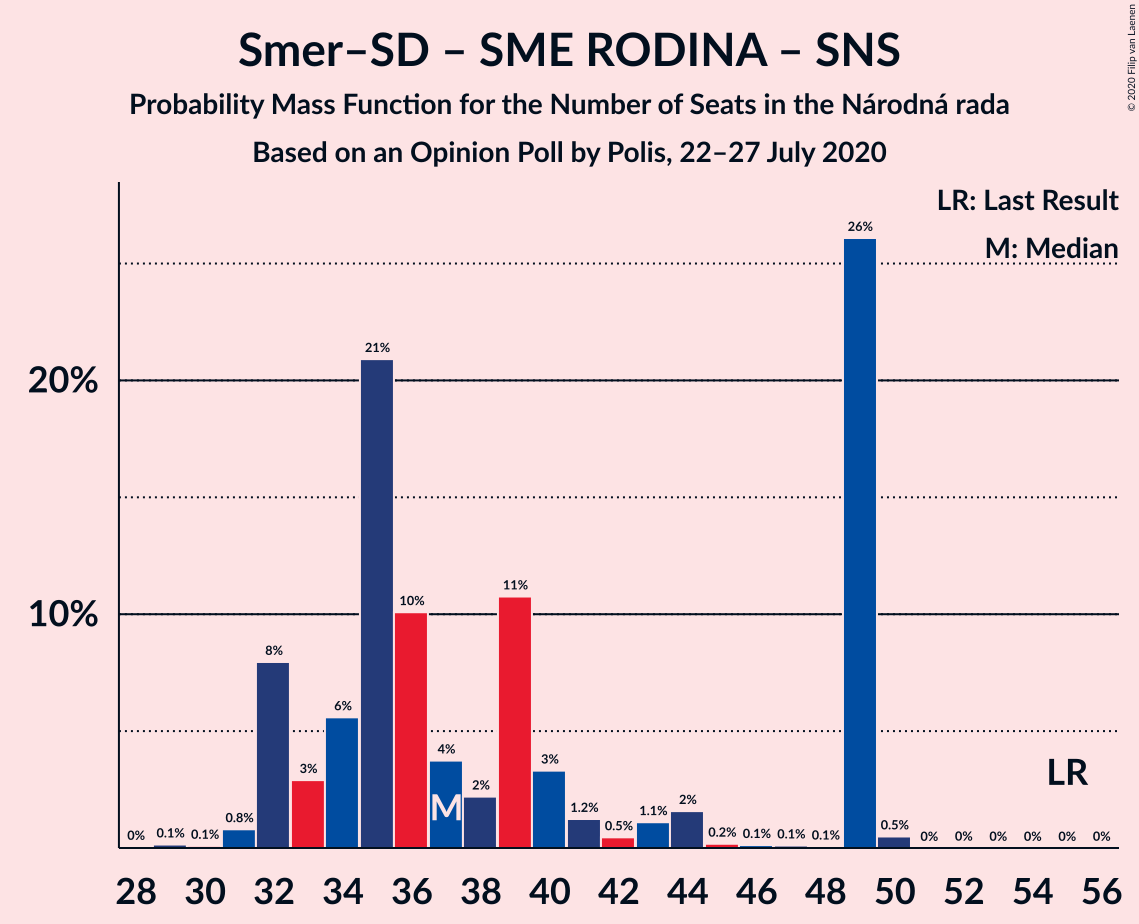 Smer–SD – SME RODINA – SNS
Probability Mass Function for the Number of Seats in the Národná rada
Based on an Opinion Poll by Polis, 22–27 July 2020
© 2020 Filip van Laenen
LR: Last Result
M: Median
20%
10%
0% 0.1% 0.1% 0.8% 8% 3% 6% 21% 10% 4% 2% 11% 3% 1.2% 0.5% 1.1% 2% 0.2% 0.1% 0.1% 0.1% 26% 0.5% 0% 0% 0% 0% 0% 0%
M
LR
28 30 32 34 36 38 40 42 44 46 48 50 52 54 56